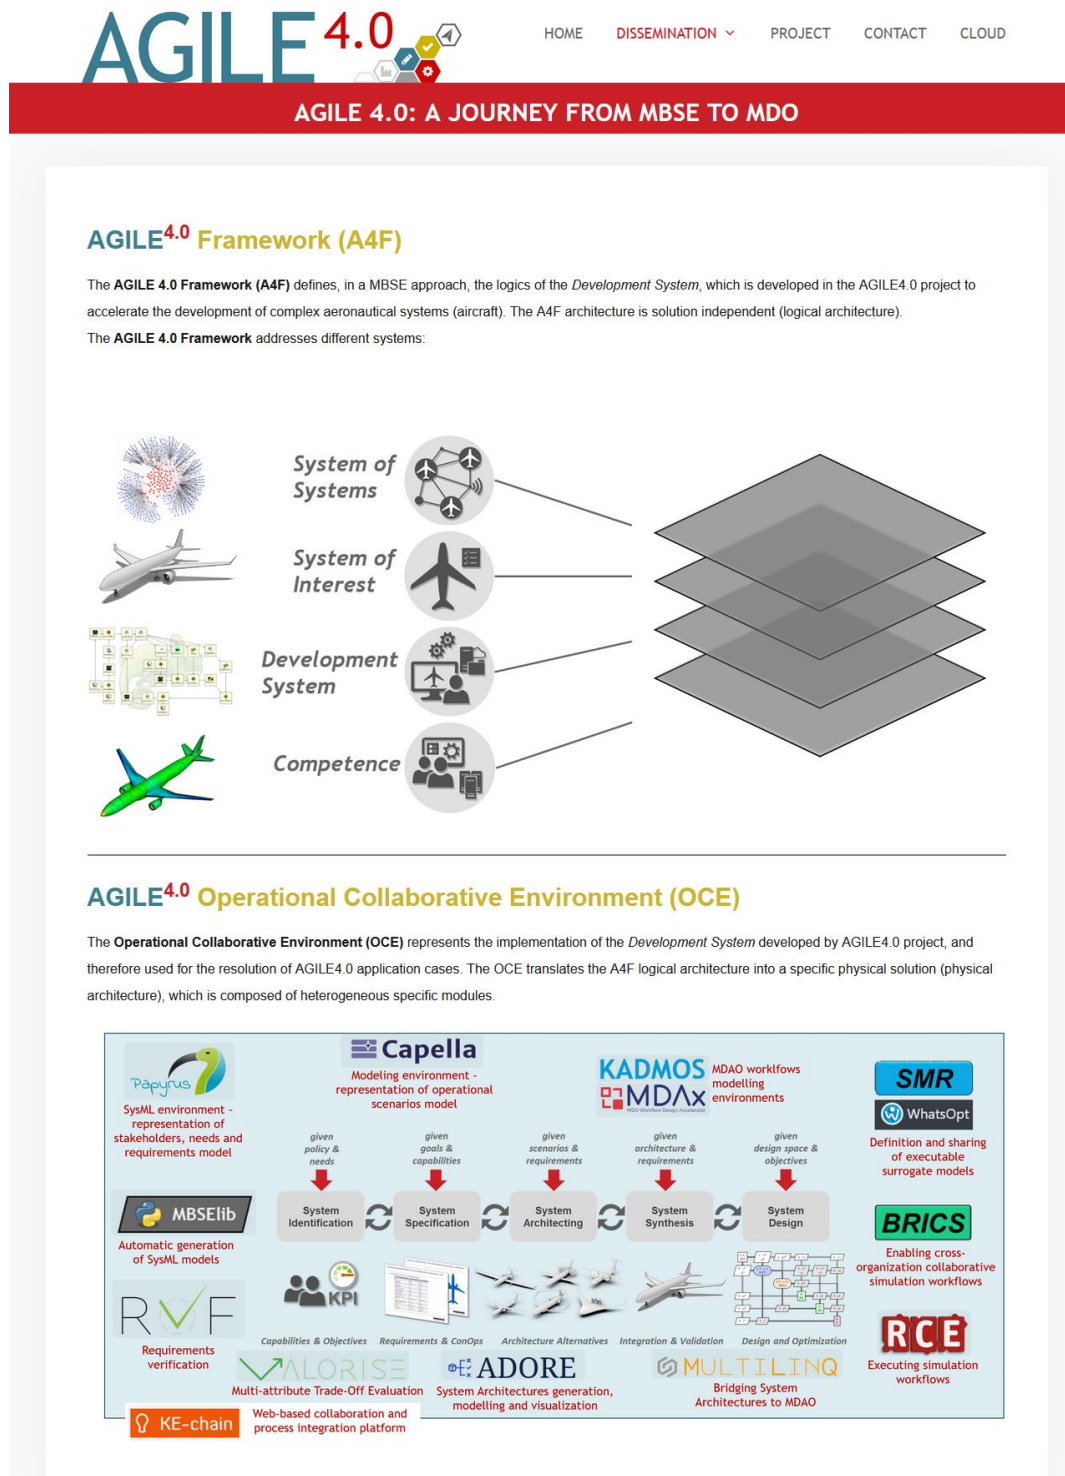 AGILE 4.0
HOME DISSEMINATION PROJECT CONTACT CLOUD
AGILE 4.0: A JOURNEY FROM MBSE TO MDO
AGILE4.0 Framework (A4F)
The AGILE 4.0 Framework (A4F) defines, in a MBSE approach, the logics of the Development System, which is developed in the AGILE4.0 project to
accelerate the development of complex aeronautical systems (aircraft). The A4F architecture is solution independent (logical architecture).
The AGILE 4.0 Framework addresses different systems:
System of
Systems
System of
Interest
Development
System
Competence
AGILE4.0 Operational Collaborative Environment (OCE)
The Operational Collaborative Environment (OCE) represents the implementation of the Development System developed by AGILE4.0 project, and
therefore used for the resolution of AGILE4.0 application cases. The OCE translates the A4F logical architecture into a specific physical solution (physical
architecture), which is composed of heterogeneous specific modules.
Papyrus
SysML environment -
representation of
stakeholders, needs and
requirements model
Capella
Modeling environment -
representation of operational
scenarios model
KADMOS
MDAx
MDO Workflow Design Accelerator
MDAO worklfows
modelling
environments
SMR
WhatsOpt
Definition and sharing
of executable
surrogate models
given
policy &
needs
given
goals &
capabilities
given
scenarios &
requirements
given
architecture &
requirements
given
design space &
objectives
System
Identification
System
Specification
System
Architecting
System
Synthesis
System
Design
MBSElib
Automatic generation
of SysML models
BRICS
Enabling cross-
organization collaborative
simulation workflows
RVF
Requirements
verification
KPI
Capabilities & Objectives
Requirements & ConOps
Architecture Alternatives
Integration & Validation
Design and Optimization
RCE
Executing simulation
workflows
VALORISE
Multi-attribute Trade-Off Evaluation
ADORE
System Architectures generation,
modelling and visualization
MULTILINQ
Bridging System
Architectures to MDAO
KE-chain
Web-based collaboration and
process integration platform